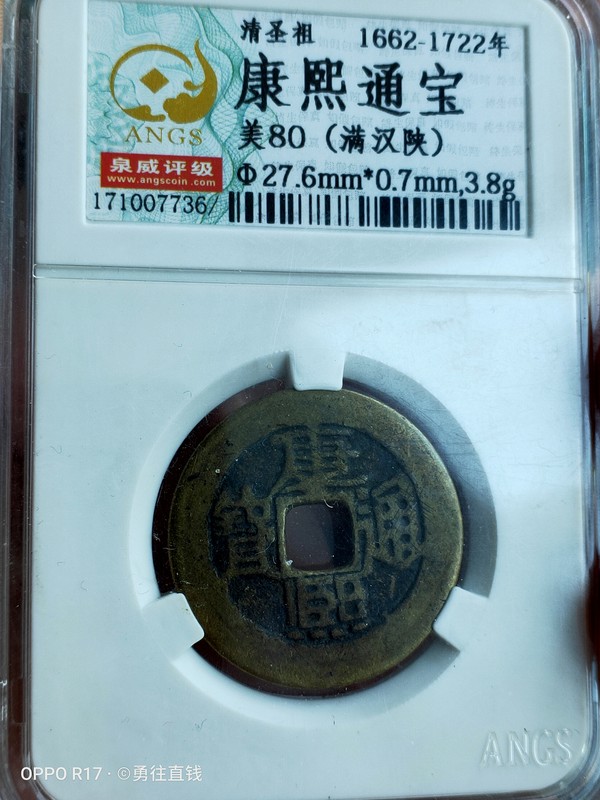 清圣祖 1662-1722年
康熙通宝
ANGS
美80（满汉陕）
泉威评级
www.angscoin.com
Φ27.6mm*0.7mm,3.8g
171007736/
康熙通寶
ANGS
OPPO R17 · ©勇往直钱